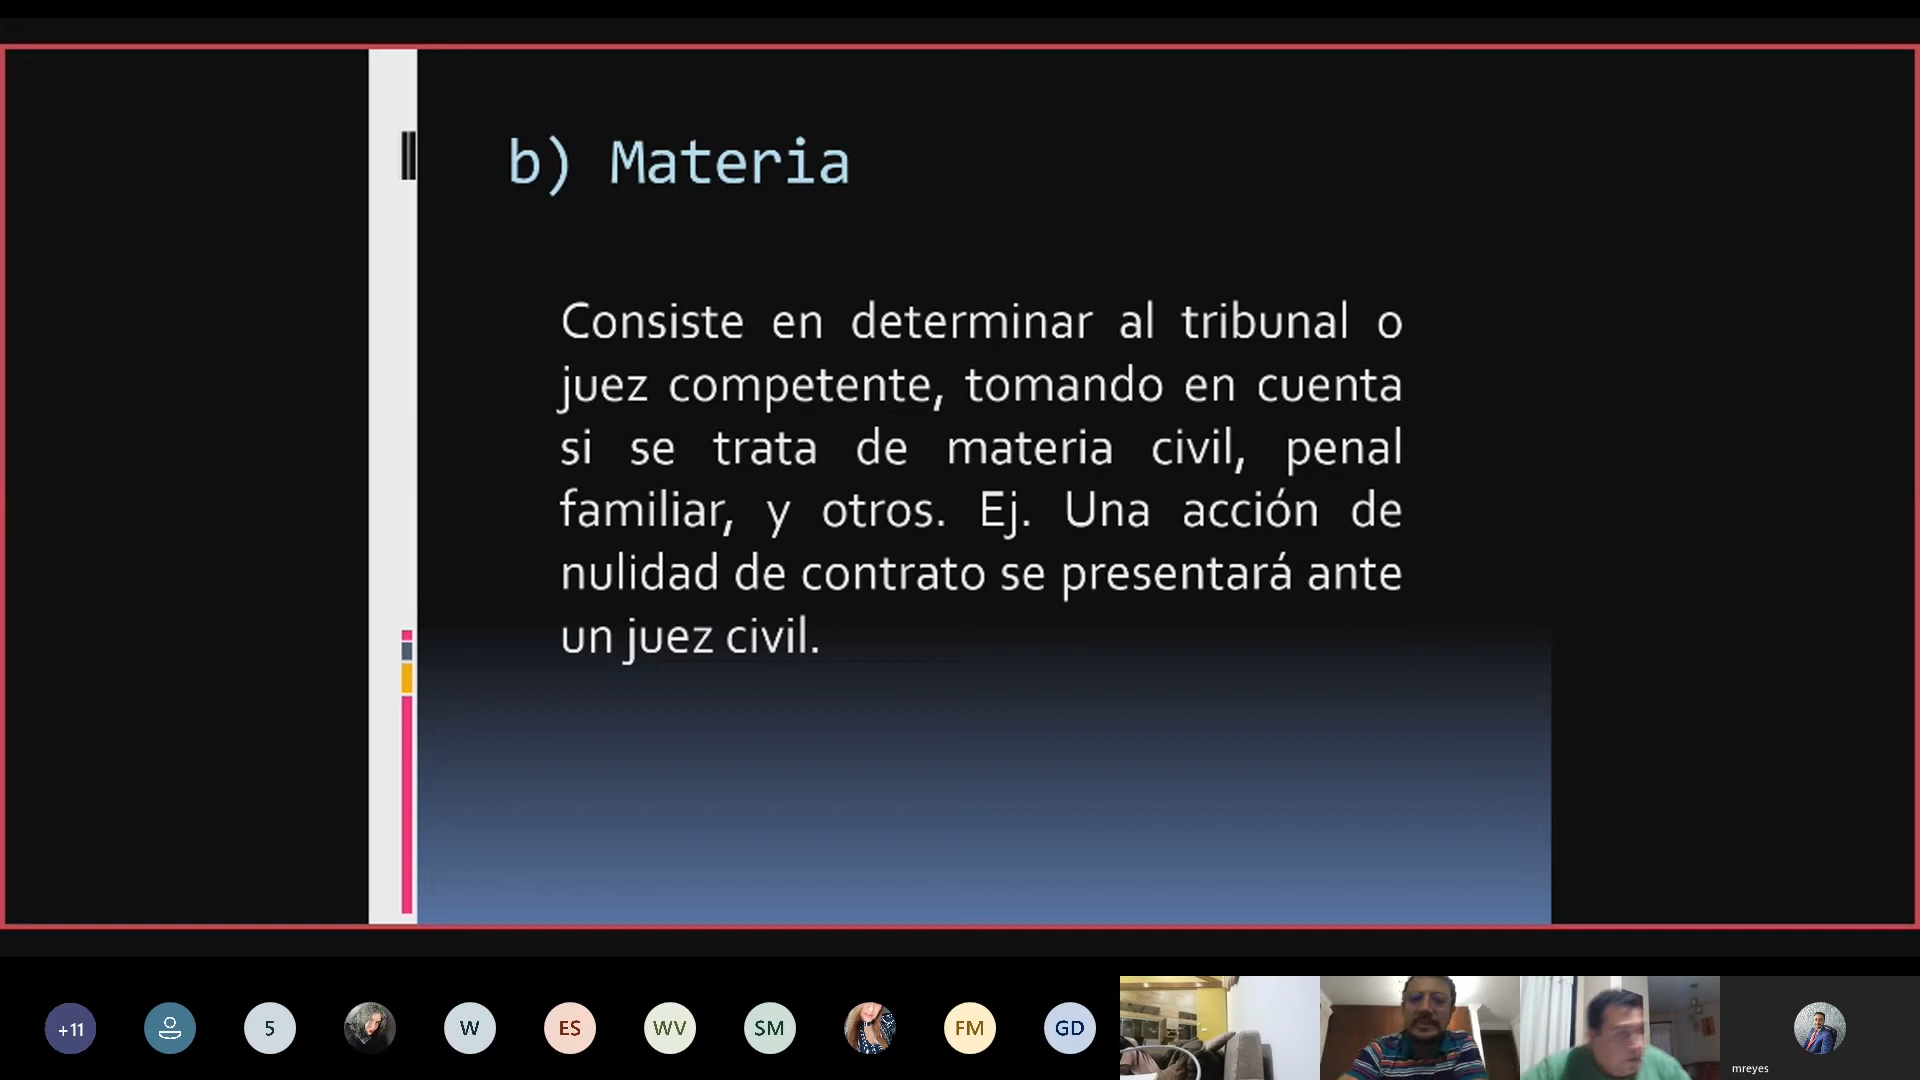 b) Materia
Consiste en determinar al tribunal o
juez competente, tomando en cuenta
si se trata de materia civil, penal
familiar, y otros. Ej. Una acción de
nulidad de contrato se presentará ante
un juez civil.
+11
5
W
ES
WV
SM
FM
GD
mreyes